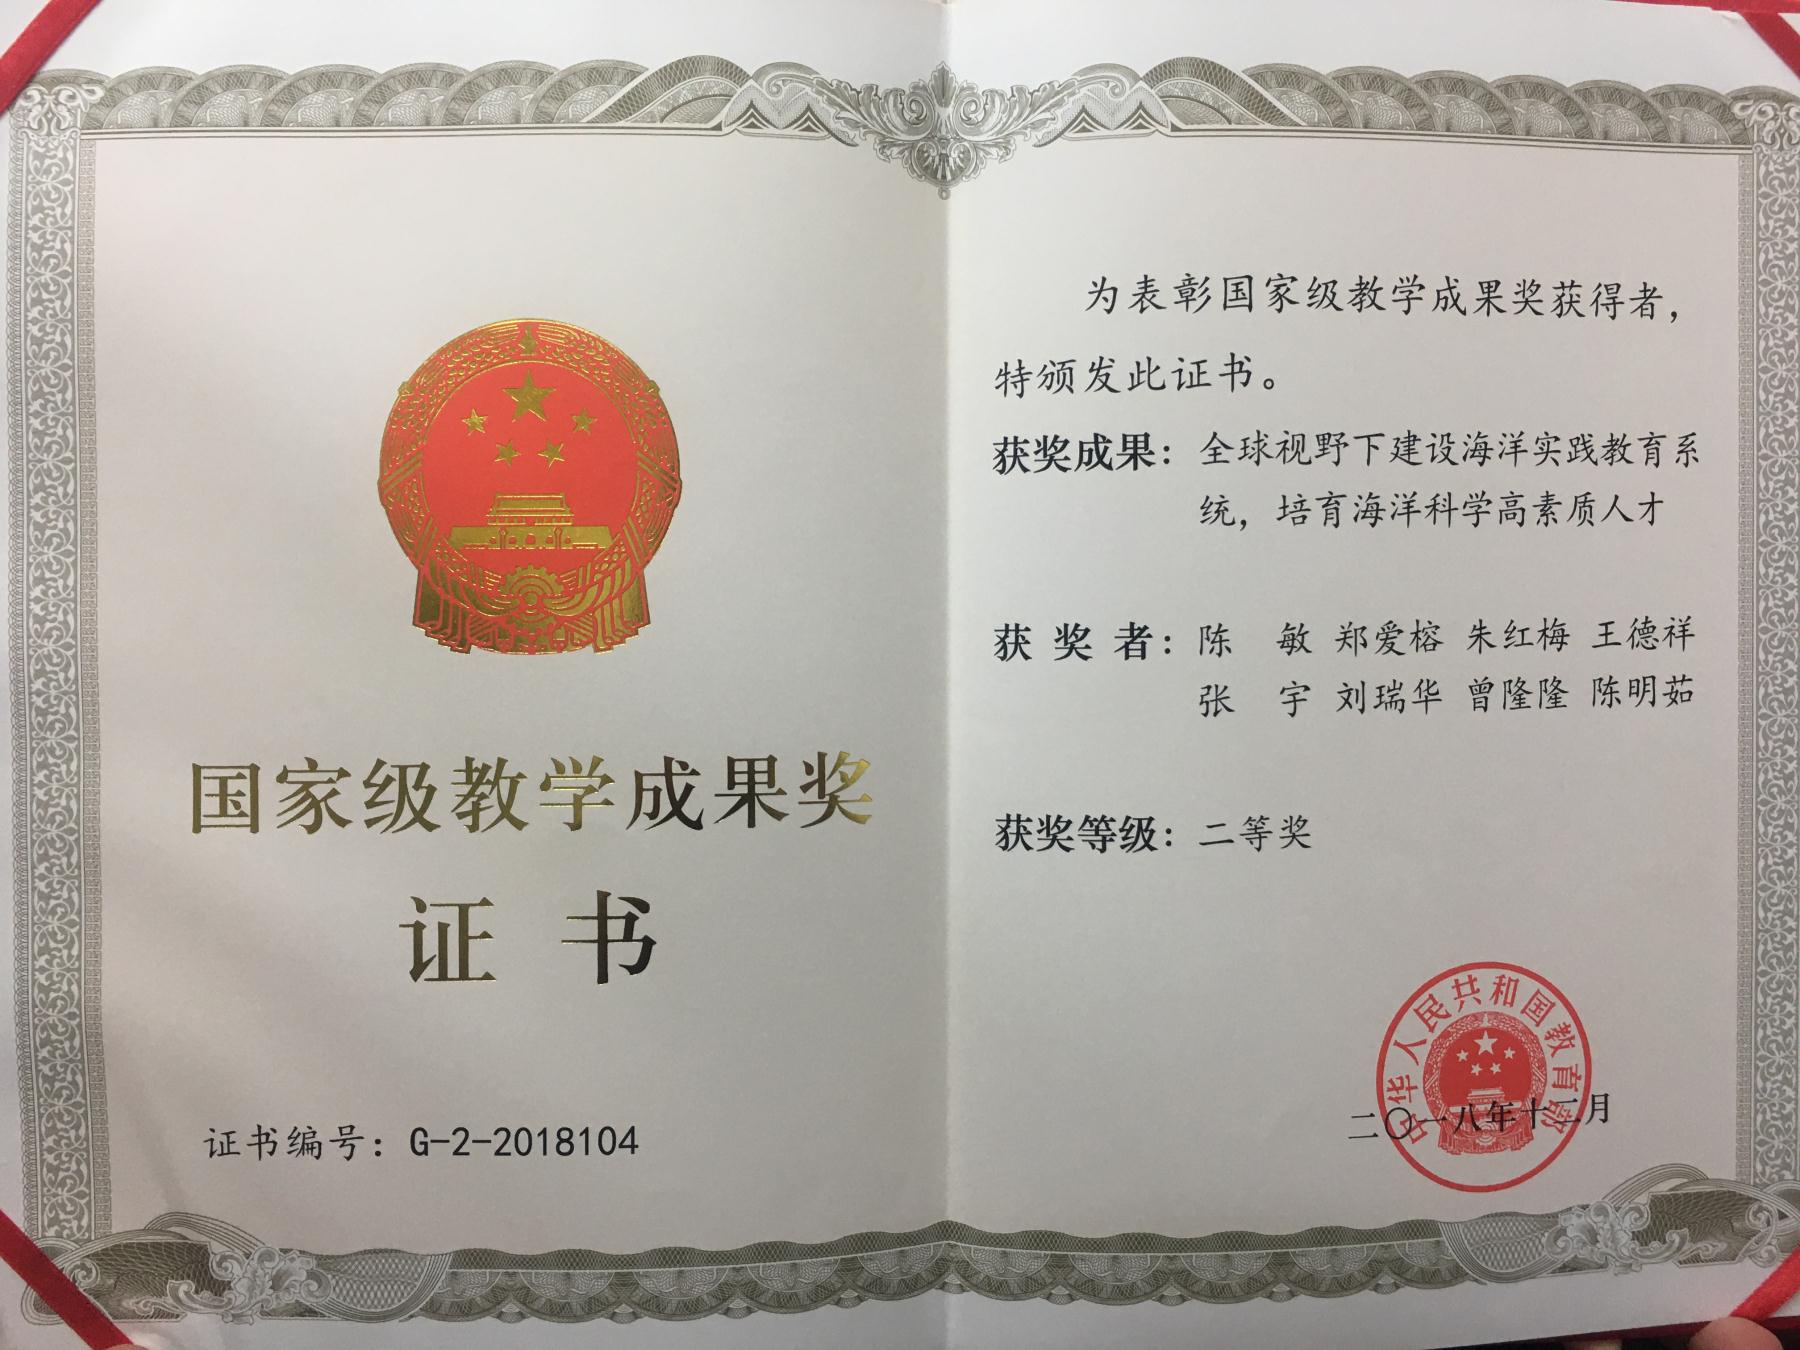 国家级教学成果奖
证书
证书编号：G-2-2018104
为表彰国家级教学成果奖获得者，
特颁发此证书。
获奖成果：全球视野下建设海洋实践教育系
统，培育海洋科学高素质人才
获奖者：陈敏 郑爱榕 朱红梅 王德祥
张宇 刘瑞华 曾隆隆 陈明茹
获奖等级：二等奖
中华人民共和国教育部
二〇一八年十二月